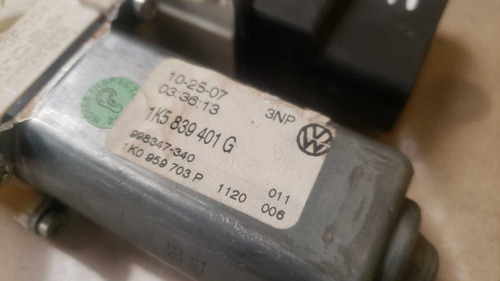 10-25-07
03:36:13 3NP
1K5 839 401 G
998347-340 011
1K0 959 703 P 1120 006